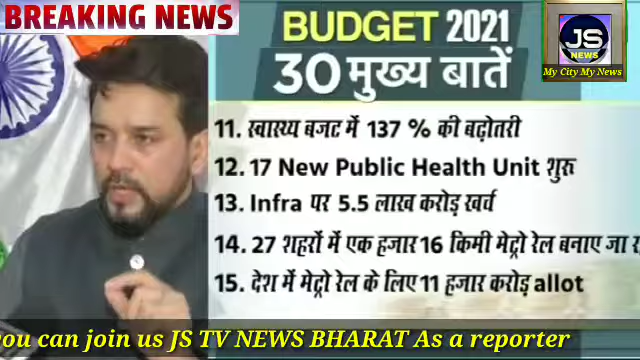 BREAKING NEWS
BUDGET 2021
30 मुख्य बातें
JS
NEWS
My City My News
11. स्वास्थ्य बजट में 137 % की बढ़ोतरी
12. 17 New Public Health Unit शुरू
13. Infra पर 5.5 लाख करोड़ खर्च
14. 27 शहरों में एक हजार 16 किमी मेट्रो रेल बनाए जा
15. देश में मेट्रो रेल के लिए 11 हजार करोड़ allot
you can join us JS TV NEWS BHARAT As a reporter